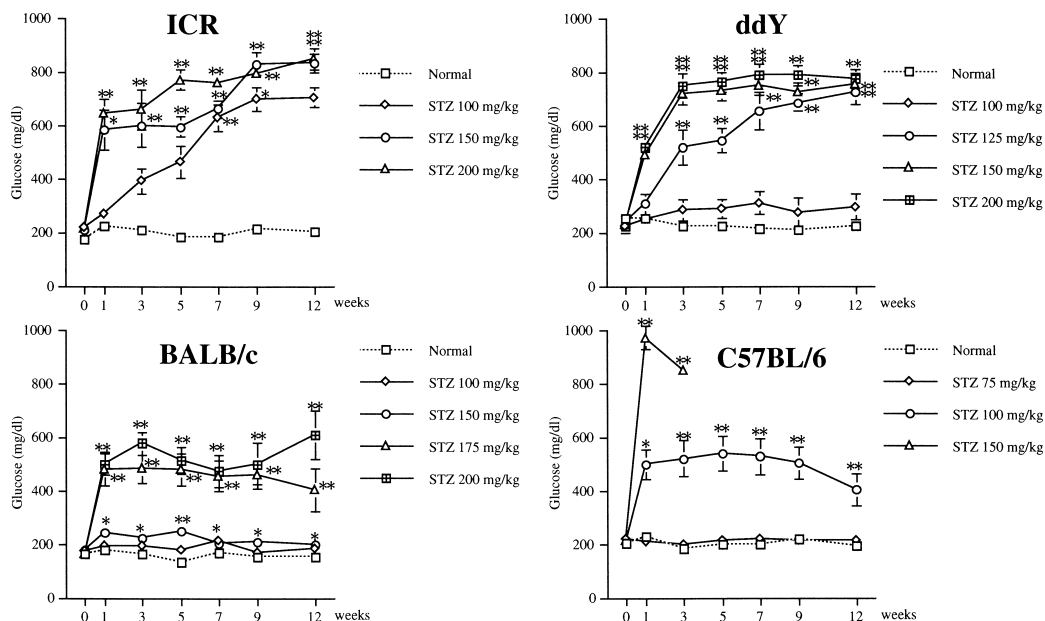 ICR
1000
800
600
400
200
0
Glucose (mg/dl)
0 1 3 5 7 9 12 weeks
** ** ** ** ** ** **
* ** ** ** ** *
**
Normal
STZ 100 mg/kg
STZ 150 mg/kg
STZ 200 mg/kg
ddY
1000
800
600
400
200
0
Glucose (mg/dl)
0 1 3 5 7 9 12 weeks
** ** ** ** ** ** **
** ** ** ** ** **
** ** ** ** **
Normal
STZ 100 mg/kg
STZ 125 mg/kg
STZ 150 mg/kg
STZ 200 mg/kg
BALB/c
1000
800
600
400
200
0
Glucose (mg/dl)
0 1 3 5 7 9 12 weeks
** ** ** ** ** **
** ** ** ** ** **
* * ** * * *
Normal
STZ 100 mg/kg
STZ 150 mg/kg
STZ 175 mg/kg
STZ 200 mg/kg
C57BL/6
1000
800
600
400
200
0
Glucose (mg/dl)
0 1 3 5 7 9 12 weeks
** **
* ** ** ** ** **
Normal
STZ 75 mg/kg
STZ 100 mg/kg
STZ 150 mg/kg